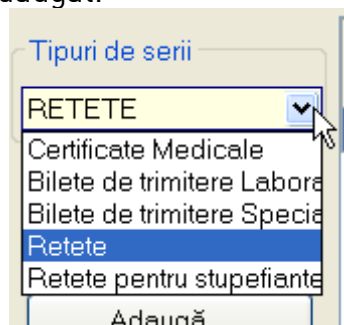 adăugați.
Tipuri de serii
RETETE
Certificate Medicale
Bilete de trimitere Labora
Bilete de trimitere Specia
Retete
Retete pentru stupefiante
Adaugă